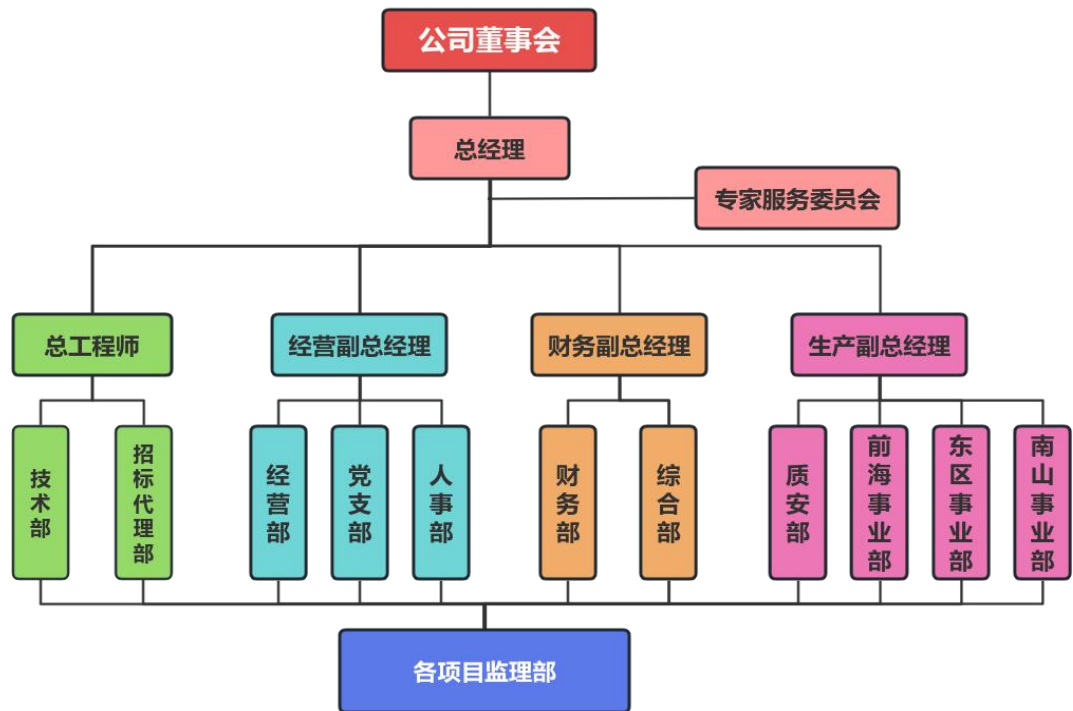 公司董事会
总经理
专家服务委员会
总工程师
经营副总经理
财务副总经理
生产副总经理
技术部
招标代理部
经营部
党支部
人事部
财务部
综合部
质安部
前海事业部
东区事业部
南山事业部
各项目监理部